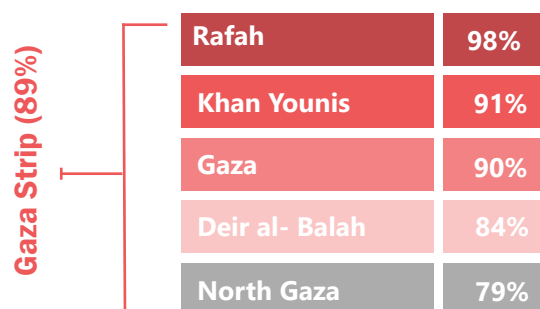 Gaza Strip (89%)
Rafah 98%
Khan Younis 91%
Gaza 90%
Deir al- Balah 84%
North Gaza 79%